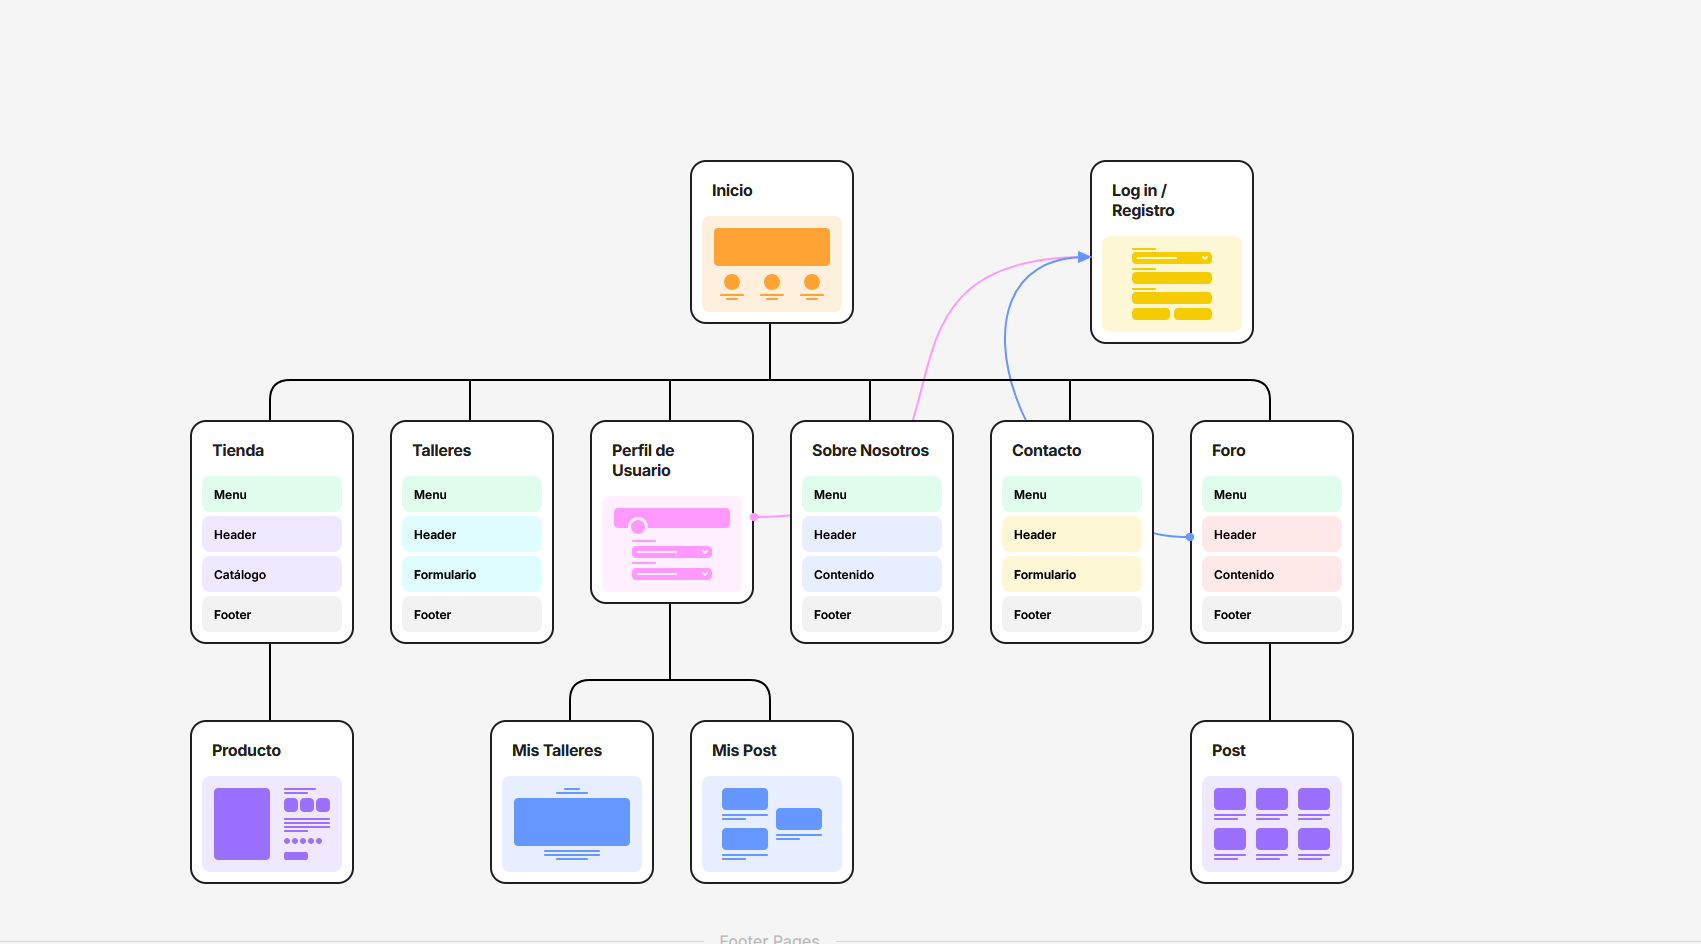 Inicio
Log in /
Registro
Tienda
Menu
Header
Catálogo
Footer
Talleres
Menu
Header
Formulario
Footer
Perfil de
Usuario
Sobre Nosotros
Menu
Header
Contenido
Footer
Contacto
Menu
Header
Formulario
Footer
Foro
Menu
Header
Contenido
Footer
Producto
Mis Talleres
Mis Post
Post
Footer Pages